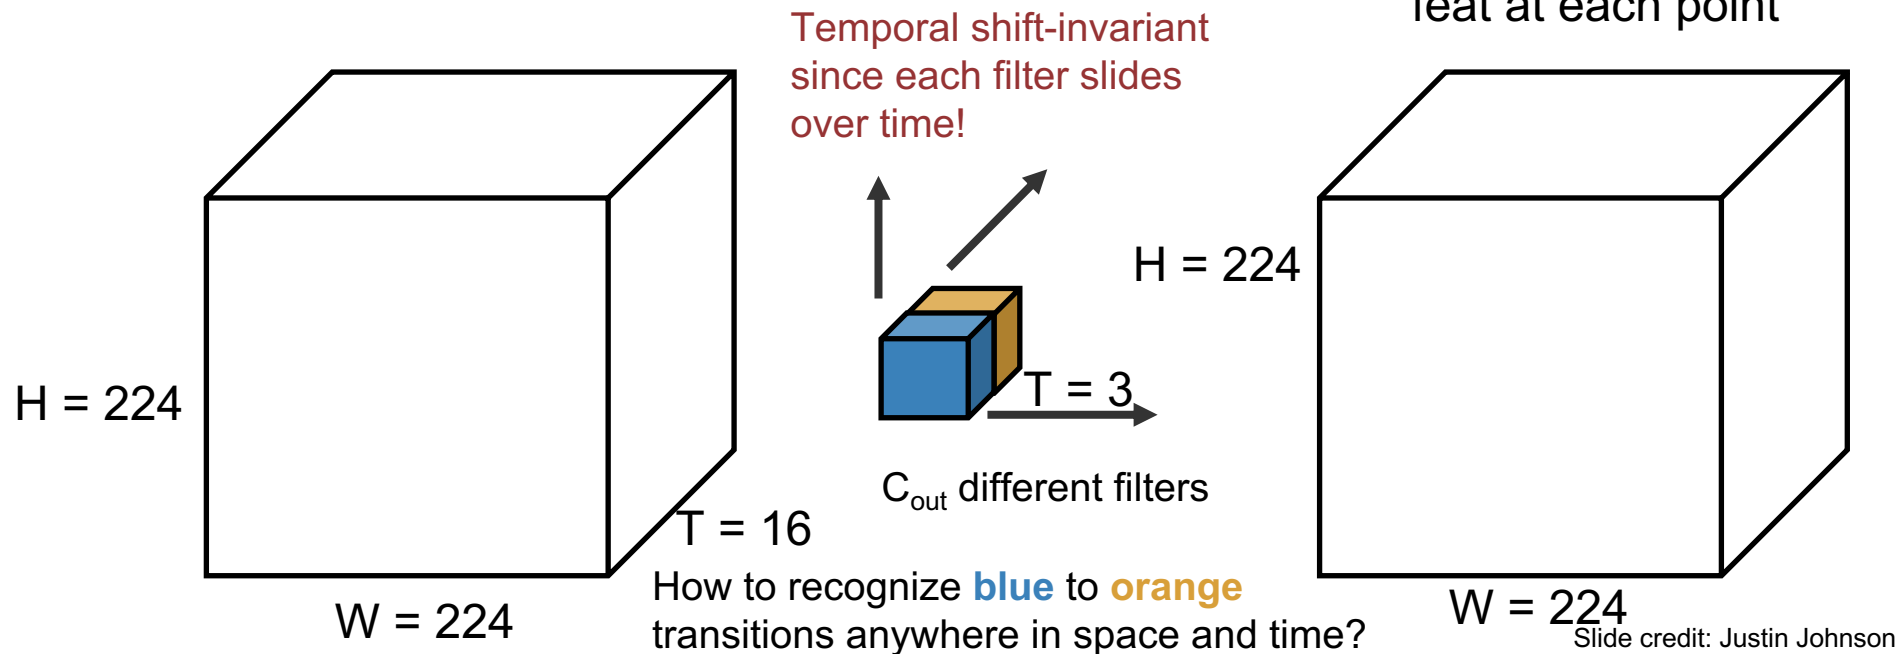 feat at each point
Temporal shift-invariant
since each filter slides
over time!
H = 224
H = 224
T = 3
C_out different filters
T = 16
W = 224
How to recognize blue to orange
transitions anywhere in space and time?
W = 224
Slide credit: Justin Johnson